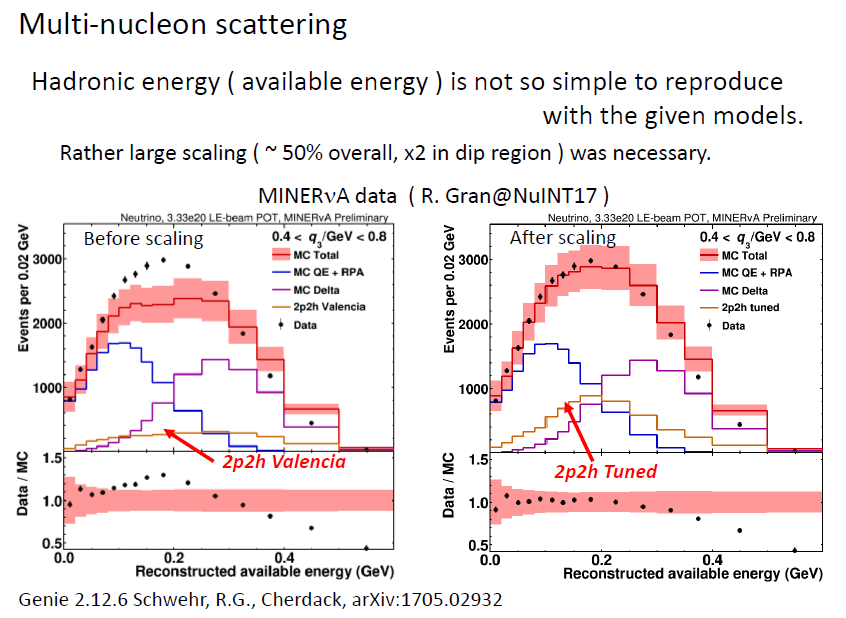 Multi-nucleon scattering
Hadronic energy ( available energy ) is not so simple to reproduce
with the given models.
Rather large scaling ( ~ 50% overall, x2 in dip region ) was necessary.
MINERνA data ( R. Gran@NuINT17 )
Neutrino, 3.33e20 LE-beam POT, MINERvA Preliminary
Before scaling
0.4 < q3/GeV < 0.8
MC Total
MC QE + RPA
MC Delta
2p2h Valencia
Data
Events per 0.02 GeV
3000
2000
1000
2p2h Valencia
Data / MC
1.5
1.0
0.5
0.0
0.2
0.4
Reconstructed available energy (GeV)
Neutrino, 3.33e20 LE-beam POT, MINERvA Preliminary
After scaling
0.4 < q3/GeV < 0.8
MC Total
MC QE + RPA
MC Delta
2p2h tuned
Data
Events per 0.02 GeV
3000
2000
1000
2p2h Tuned
Data / MC
1.5
1.0
0.5
0.0
0.2
0.4
Reconstructed available energy (GeV)
Genie 2.12.6 Schwehr, R.G., Cherdack, arXiv:1705.02932